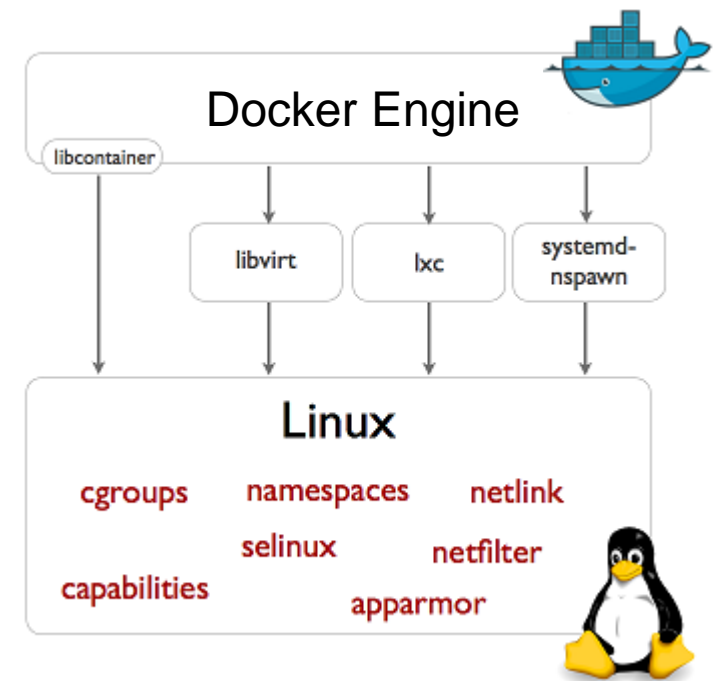 Docker Engine
libcontainer
libvirt
lxc
systemd-
nspawn
Linux
cgroups
namespaces
netlink
selinux
netfilter
capabilities
apparmor